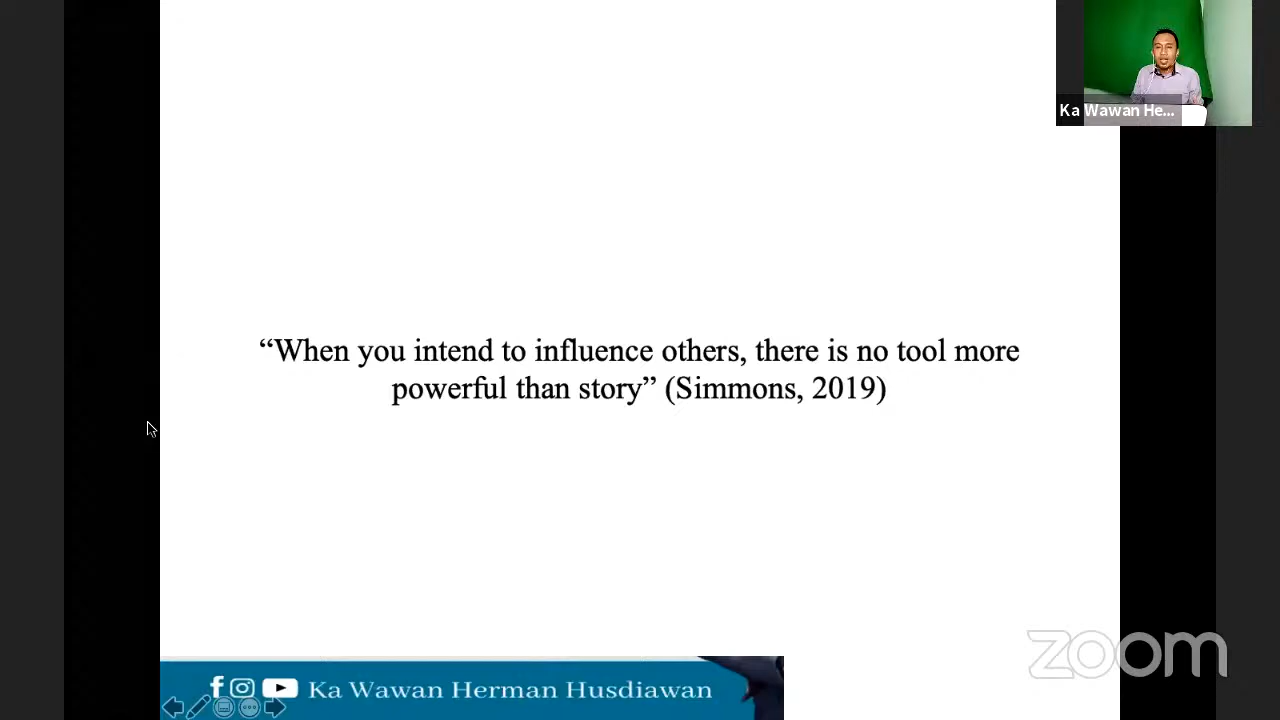 Ka Wawan He...
“When you intend to influence others, there is no tool more
powerful than story” (Simmons, 2019)
zoom
Ka Wawan Herman Husdiawan